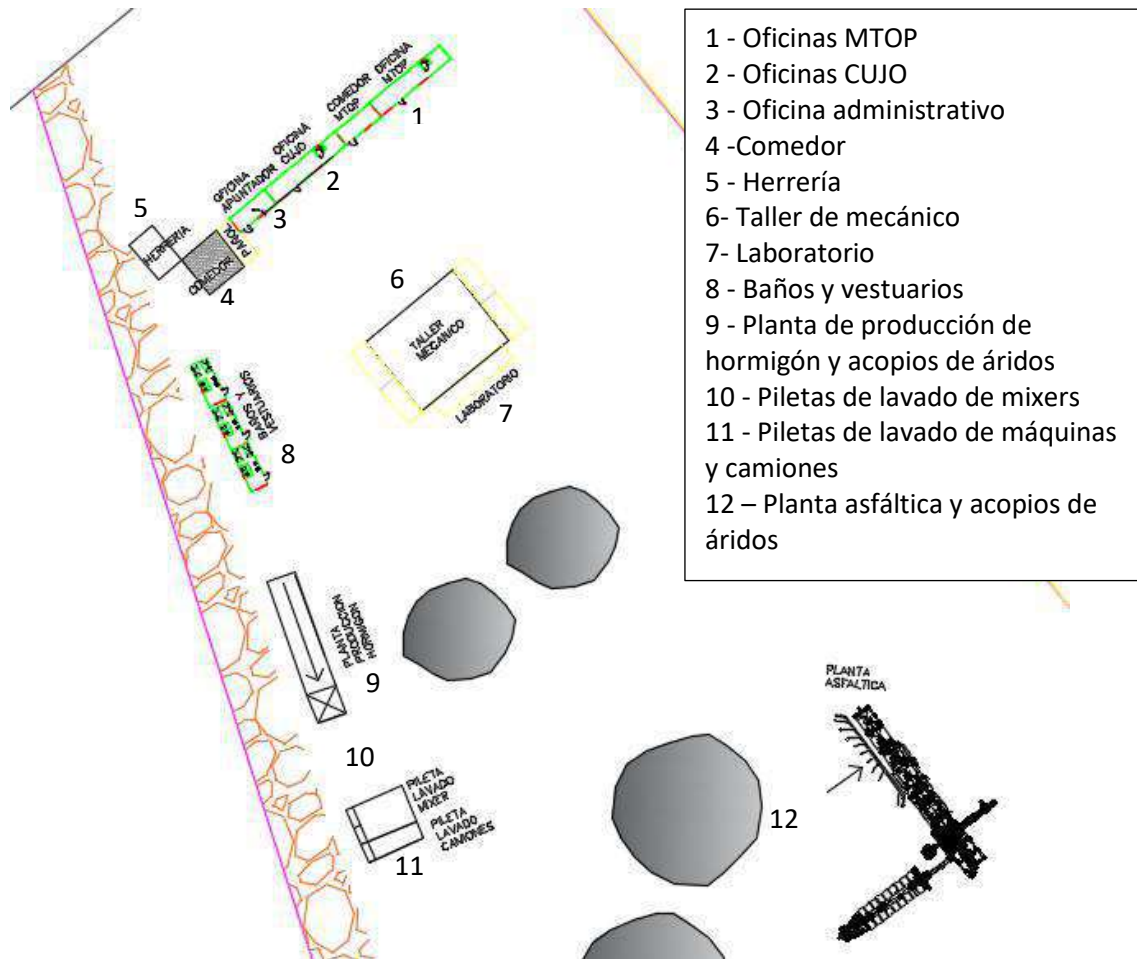 1 - Oficinas MTOP
2 - Oficinas CUJO
3 - Oficina administrativo
4 -Comedor
5 - Herrería
6- Taller de mecánico
7- Laboratorio
8 - Baños y vestuarios
9 - Planta de producción de
hormigón y acopios de áridos
10 - Piletas de lavado de mixers
11 - Piletas de lavado de máquinas
y camiones
12 – Planta asfáltica y acopios de
áridos
OFICINA
MTOP
1
COMEDOR
MTOP
OFICINA
CUJO
2
OFICINA
APUNTADOR
3
PAÑOL
5
HERRERIA
COMEDOR
4
6
TALLER
MECANICO
LABORATORIO
7
BAÑOS Y
VESTUARIOS
8
PLANTA
PRODUCCION
HORMIGON
9
10
PILETA
LAVADO
MIXER
PILETA
LAVADO
CAMIONES
11
12
PLANTA
ASFALTICA